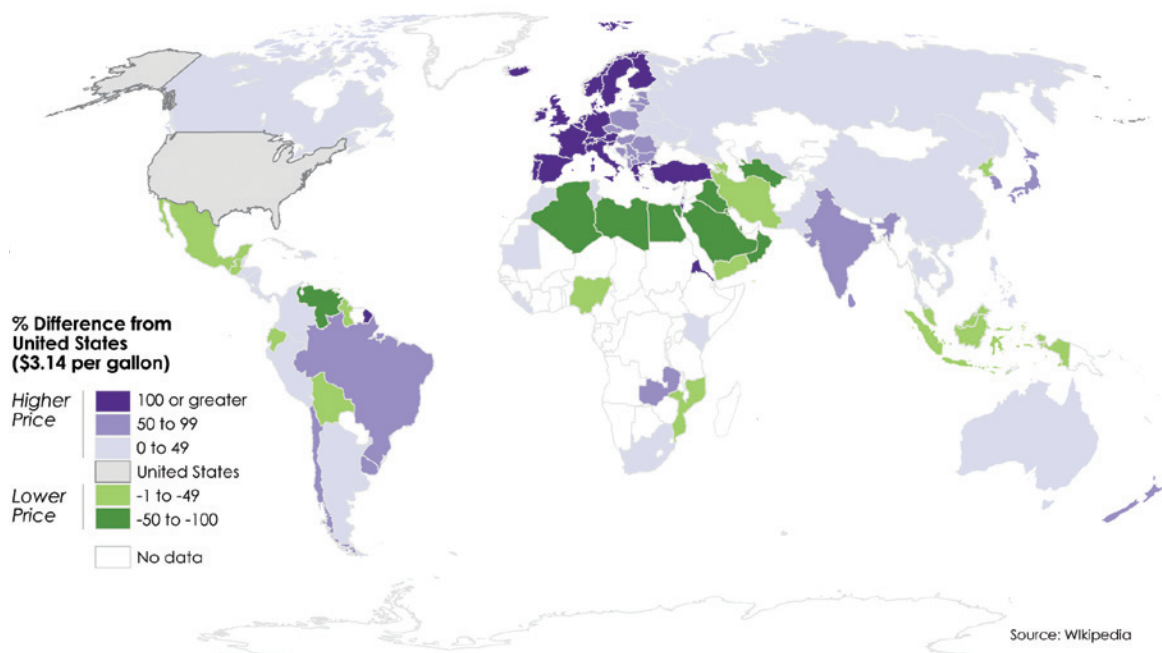 % Difference from
United States
($3.14 per gallon)
Higher
Price
100 or greater
50 to 99
0 to 49
United States
Lower
Price
-1 to -49
-50 to -100
No data
Source: WIkipedia